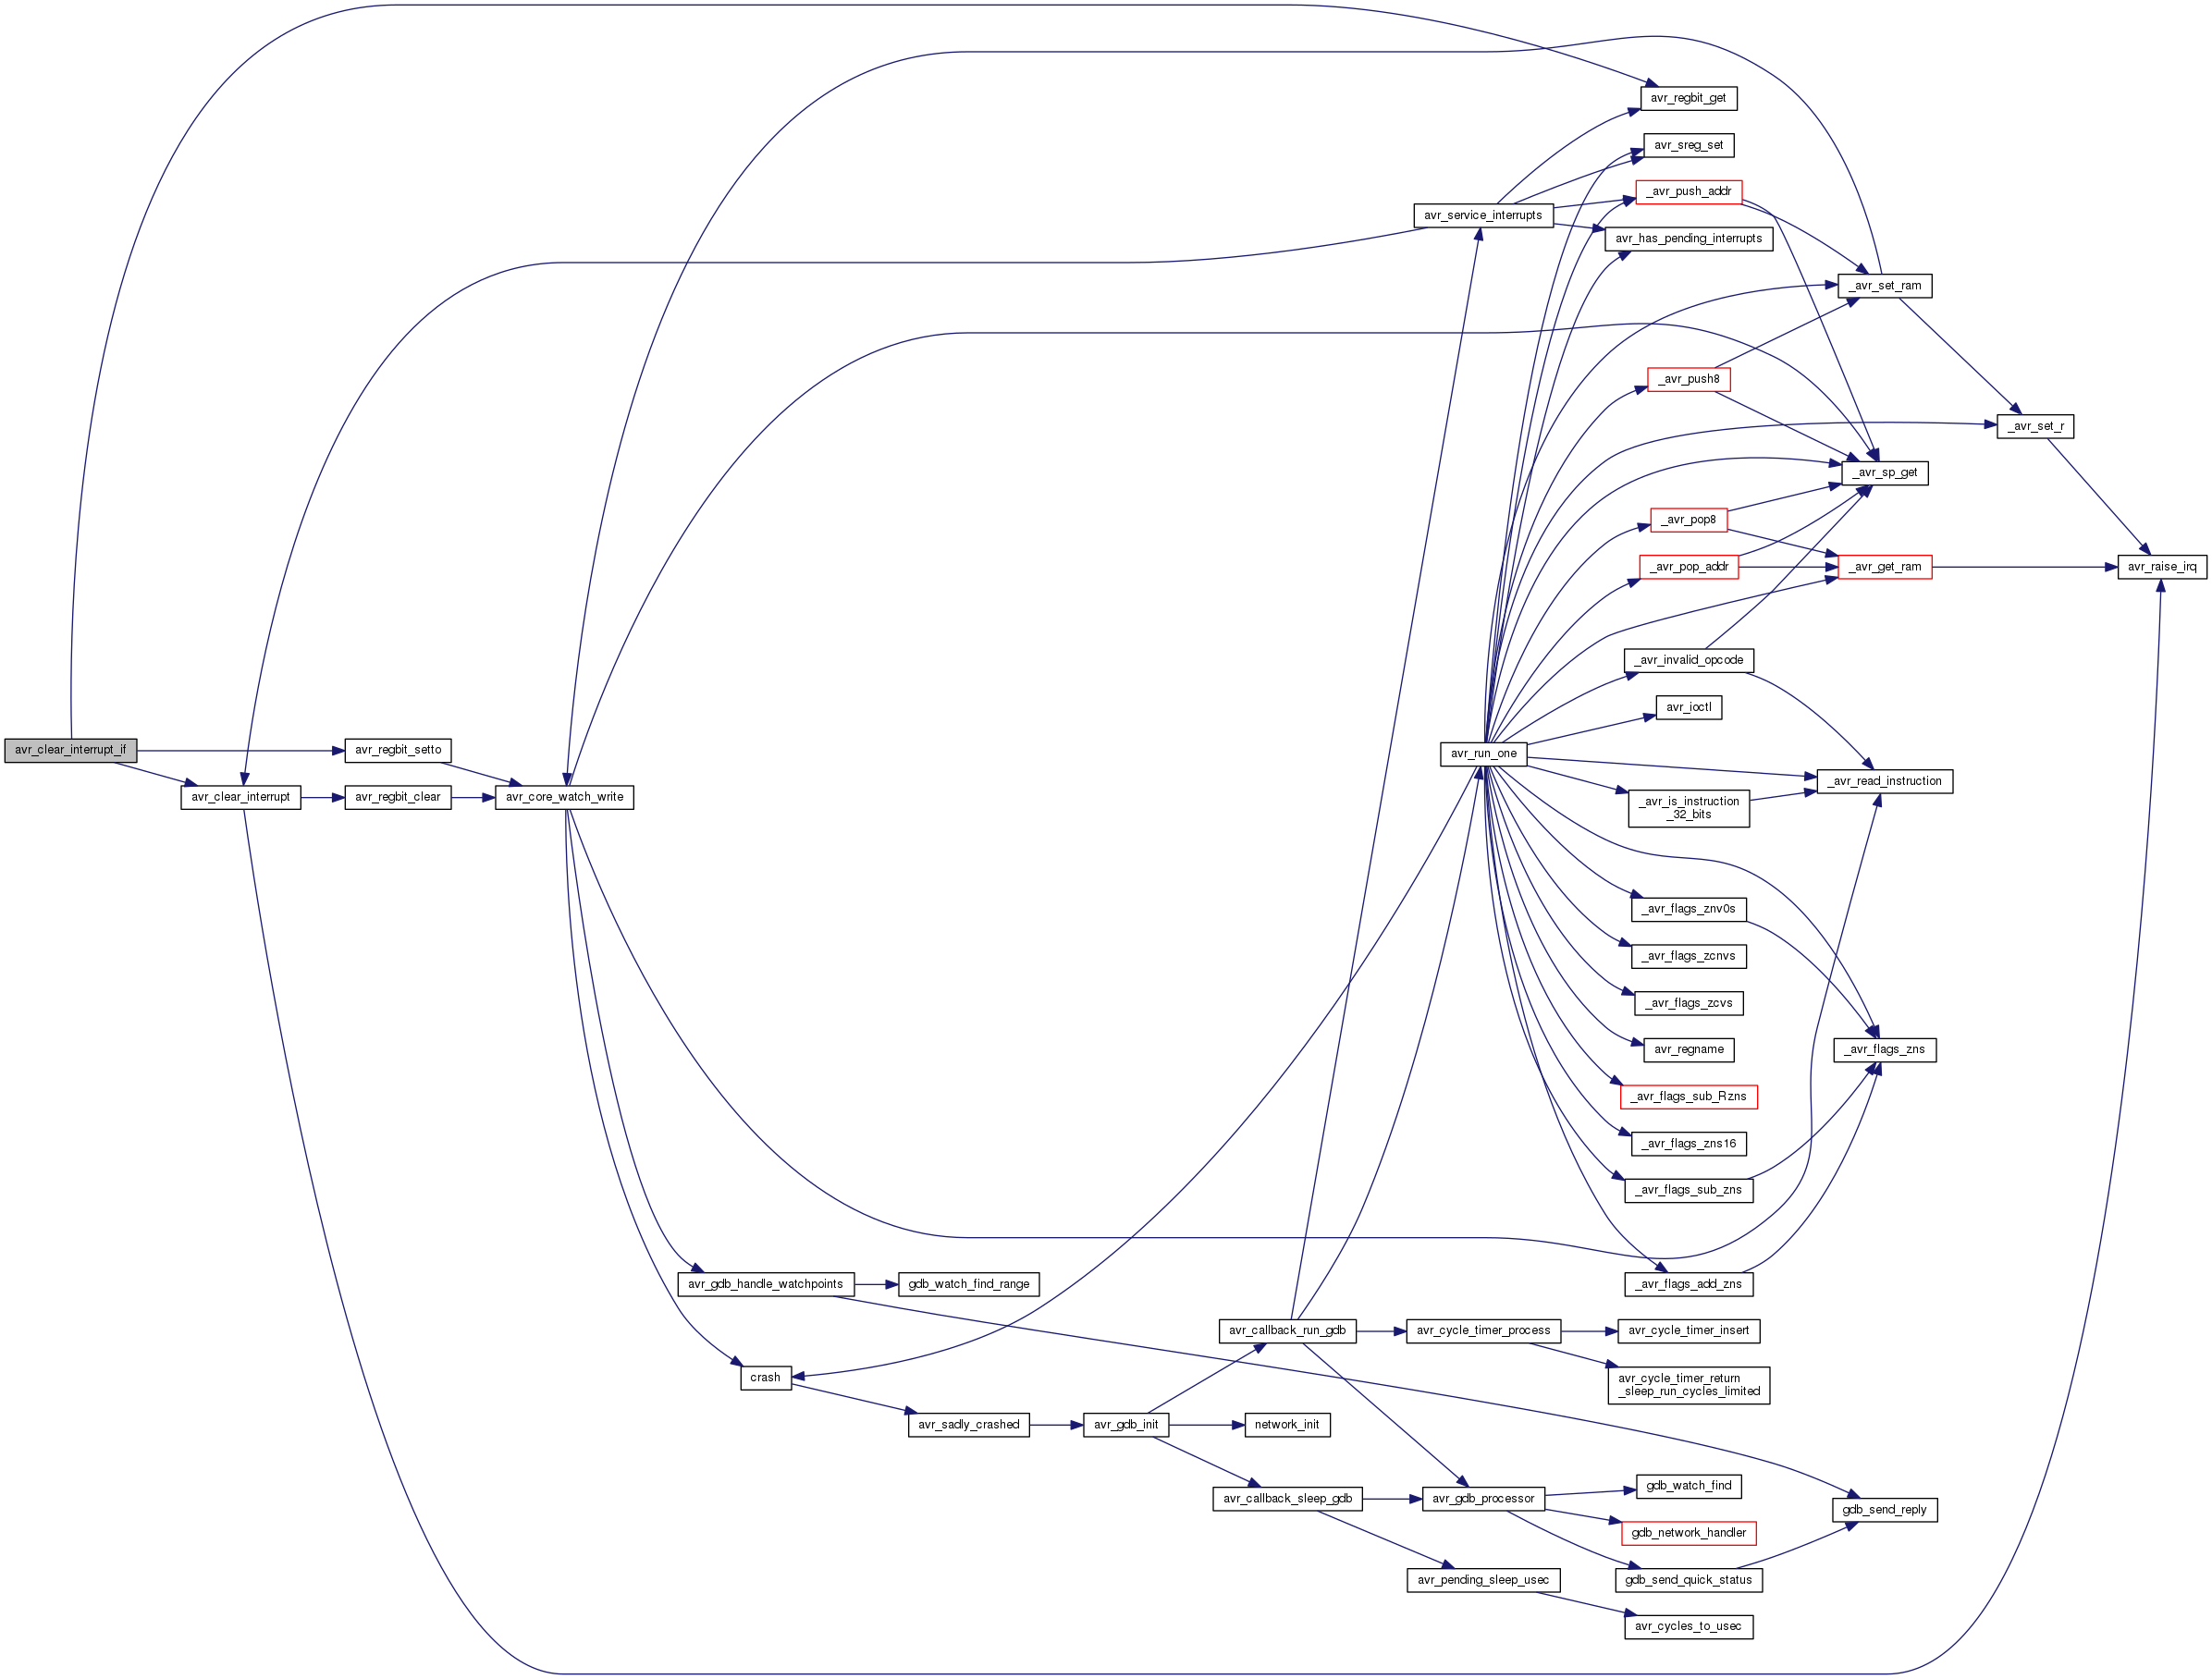 avr_regbit_get
avr_sreg_set
_avr_push_addr
avr_service_interrupts
avr_has_pending_interrupts
_avr_set_ram
_avr_push8
_avr_set_r
_avr_sp_get
_avr_pop8
_avr_pop_addr
_avr_get_ram
avr_raise_irq
_avr_invalid_opcode
avr_ioctl
avr_clear_interrupt_if
avr_regbit_setto
avr_run_one
_avr_read_instruction
avr_clear_interrupt
avr_regbit_clear
avr_core_watch_write
_avr_is_instruction
_32_bits
_avr_flags_znv0s
_avr_flags_zcnvs
_avr_flags_zcvs
avr_regname
_avr_flags_zns
_avr_flags_sub_Rzns
_avr_flags_zns16
_avr_flags_sub_zns
avr_gdb_handle_watchpoints
gdb_watch_find_range
_avr_flags_add_zns
avr_callback_run_gdb
avr_cycle_timer_process
avr_cycle_timer_insert
crash
avr_cycle_timer_return
_sleep_run_cycles_limited
avr_sadly_crashed
avr_gdb_init
network_init
gdb_watch_find
avr_callback_sleep_gdb
avr_gdb_processor
gdb_send_reply
gdb_network_handler
avr_pending_sleep_usec
gdb_send_quick_status
avr_cycles_to_usec